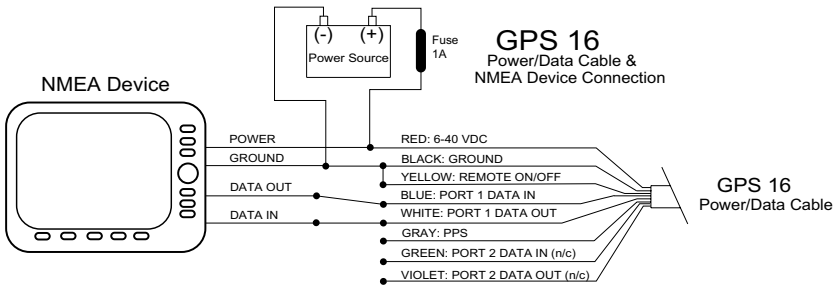 (-) (+)
Power Source
Fuse
1A
GPS 16
Power/Data Cable &
NMEA Device Connection
NMEA Device
POWER
GROUND
DATA OUT
DATA IN
RED: 6-40 VDC
BLACK: GROUND
YELLOW: REMOTE ON/OFF
BLUE: PORT 1 DATA IN
WHITE: PORT 1 DATA OUT
GRAY: PPS
GREEN: PORT 2 DATA IN (n/c)
VIOLET: PORT 2 DATA OUT (n/c)
GPS 16
Power/Data Cable